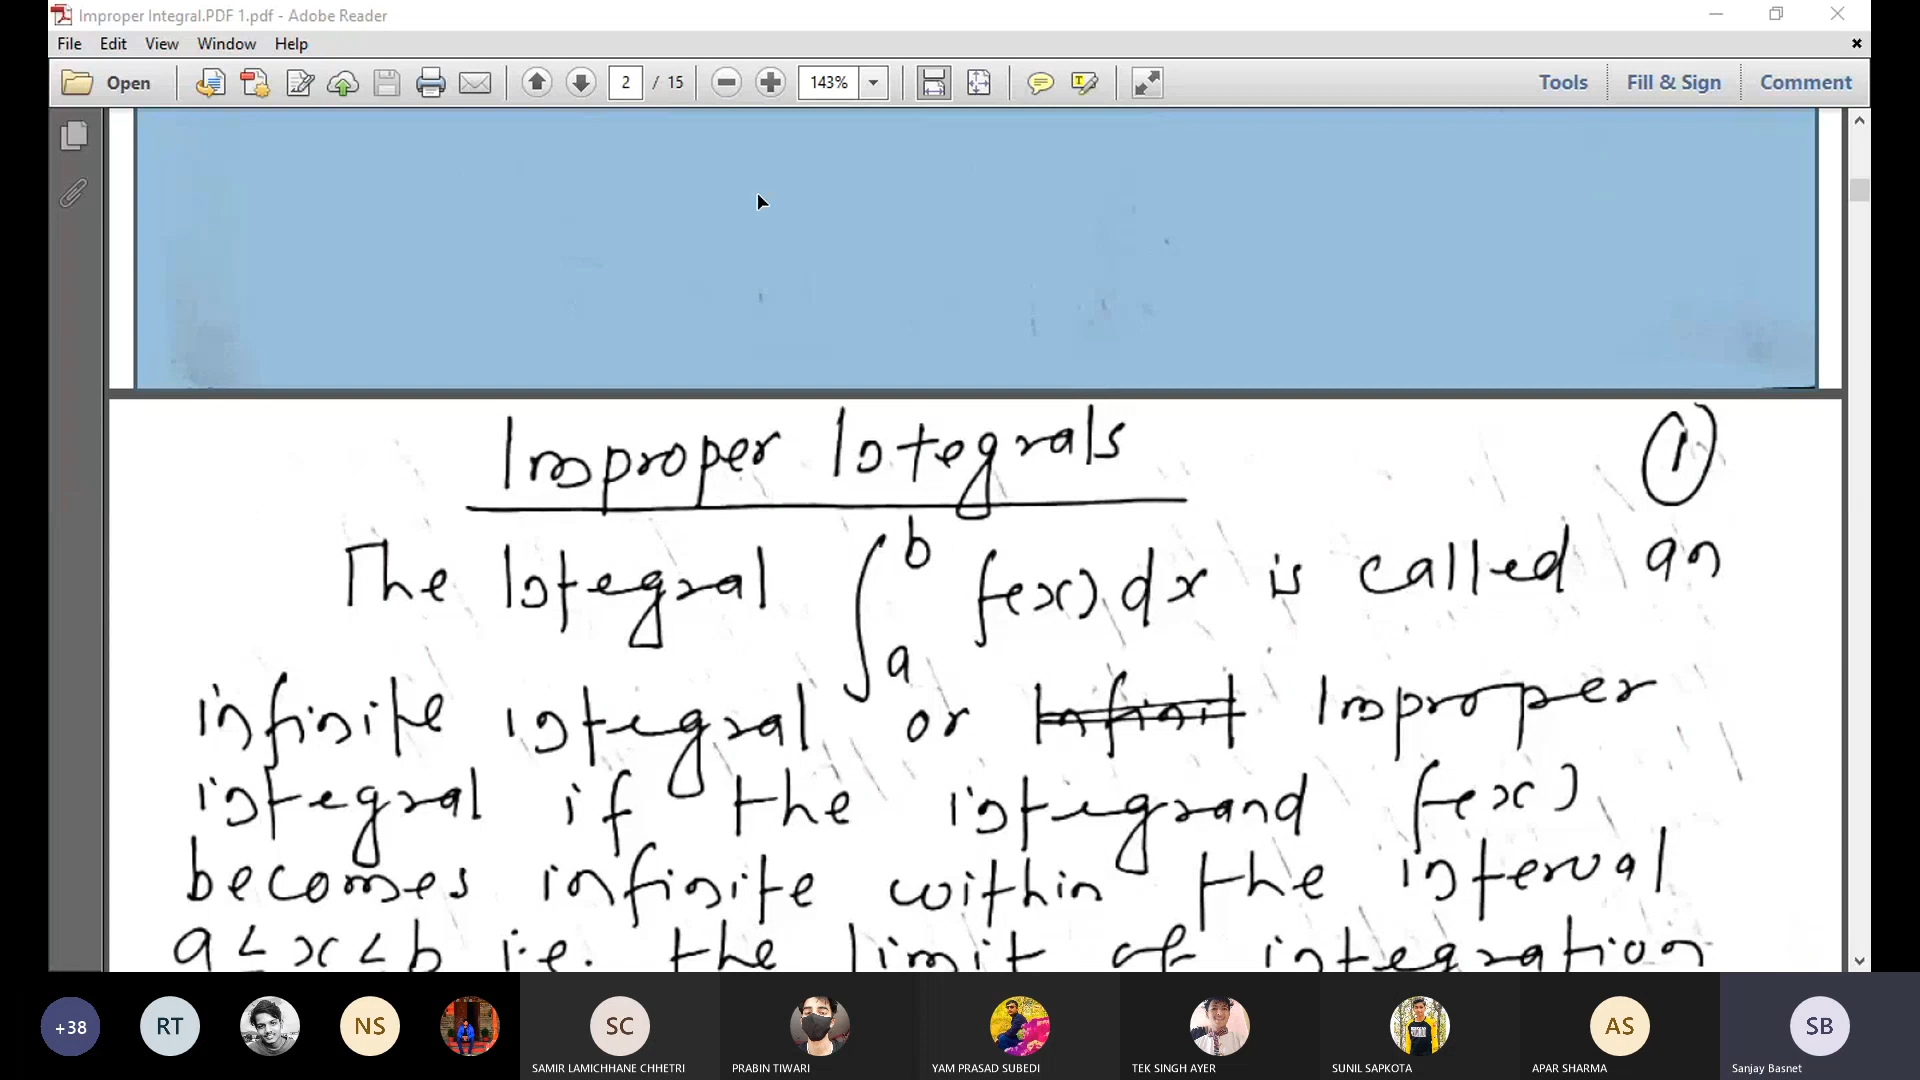 Improper Integral.PDF 1.pdf - Adobe Reader
File Edit View Window Help
Open 2 / 15 143% Tools Fill & Sign Comment
Improper Integrals 1
The Integral ∫ₐᵇ f(x).dx is called an
infinite integral or Infinit Improper
integral if the integrand f(x)
becomes infinite within the interval
a < x < b i.e. the limit of integration
+38 RT NS SC AS SB
SAMIR LAMICHHANE CHHETRI PRABIN TIWARI YAM PRASAD SUBEDI TEK SINGH AYER SUNIL SAPKOTA APAR SHARMA Sanjay Basnet